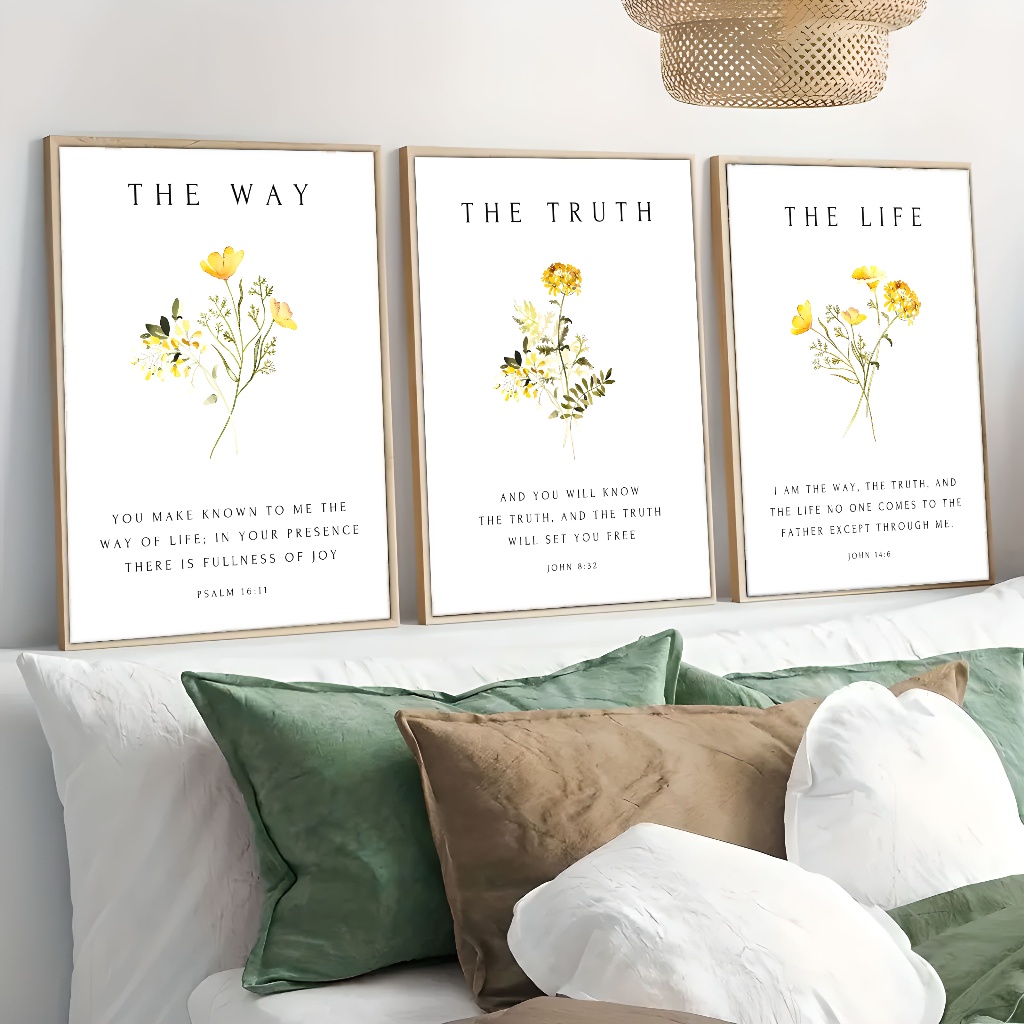 THE WAY
YOU MAKE KNOWN TO ME THE
WAY OF LIFE; IN YOUR PRESENCE
THERE IS FULLNESS OF JOY
PSALM 16:11
THE TRUTH
AND YOU WILL KNOW
THE TRUTH, AND THE TRUTH
WILL SET YOU FREE
JOHN 8:32
THE LIFE
I AM THE WAY, THE TRUTH, AND
THE LIFE NO ONE COMES TO THE
FATHER EXCEPT THROUGH ME.
JOHN 14:6